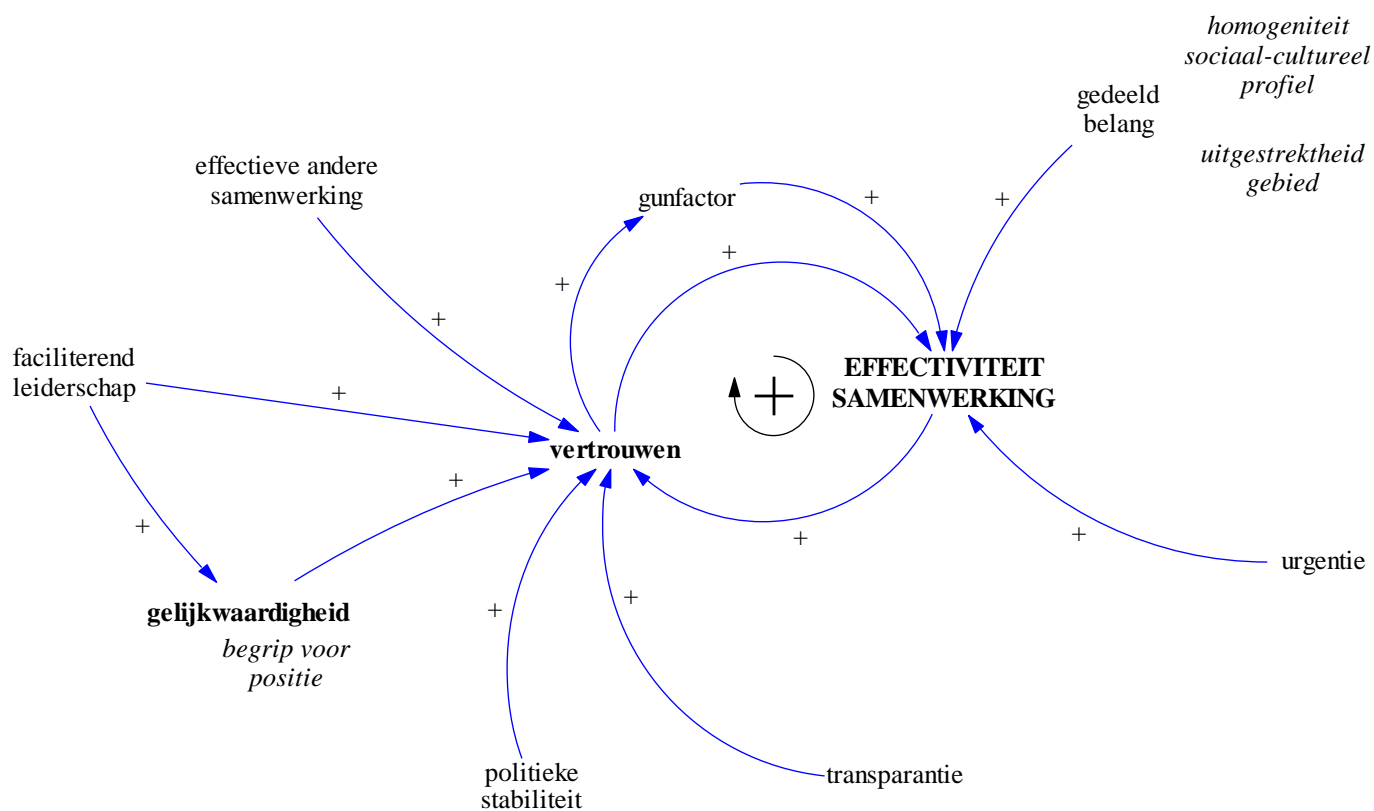 homogeniteit
sociaal-cultureel
profiel
gedeeld
belang
uitgestrektheid
gebied
effectieve andere
samenwerking
gunfactor
+
+
+
+
+
+
faciliterend
leiderschap
+
EFFECTIVITEIT
SAMENWERKING
+
vertrouwen
+
+
+
+
urgentie
gelijkwaardigheid
+
+
begrip voor
positie
politieke
stabiliteit
transparantie